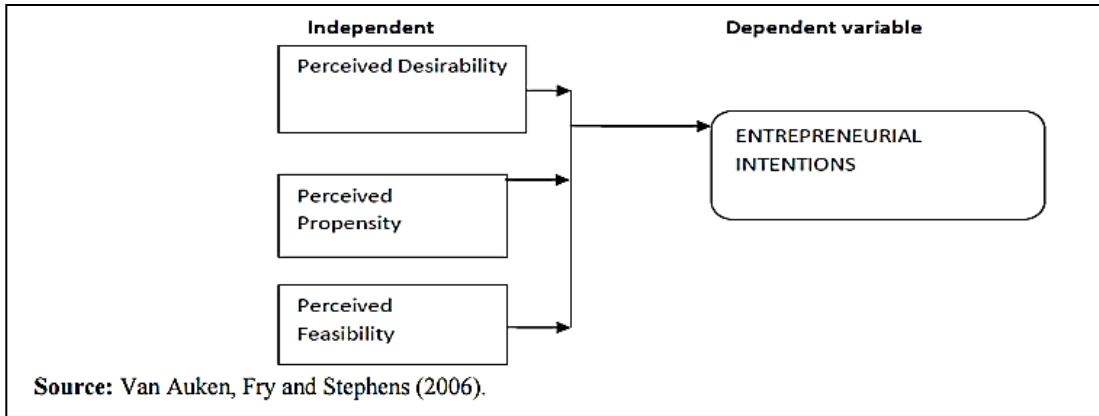 Independent
Dependent variable
Perceived Desirability
ENTREPRENEURIAL
INTENTIONS
Perceived
Propensity
Perceived
Feasibility
Source: Van Auken, Fry and Stephens (2006).